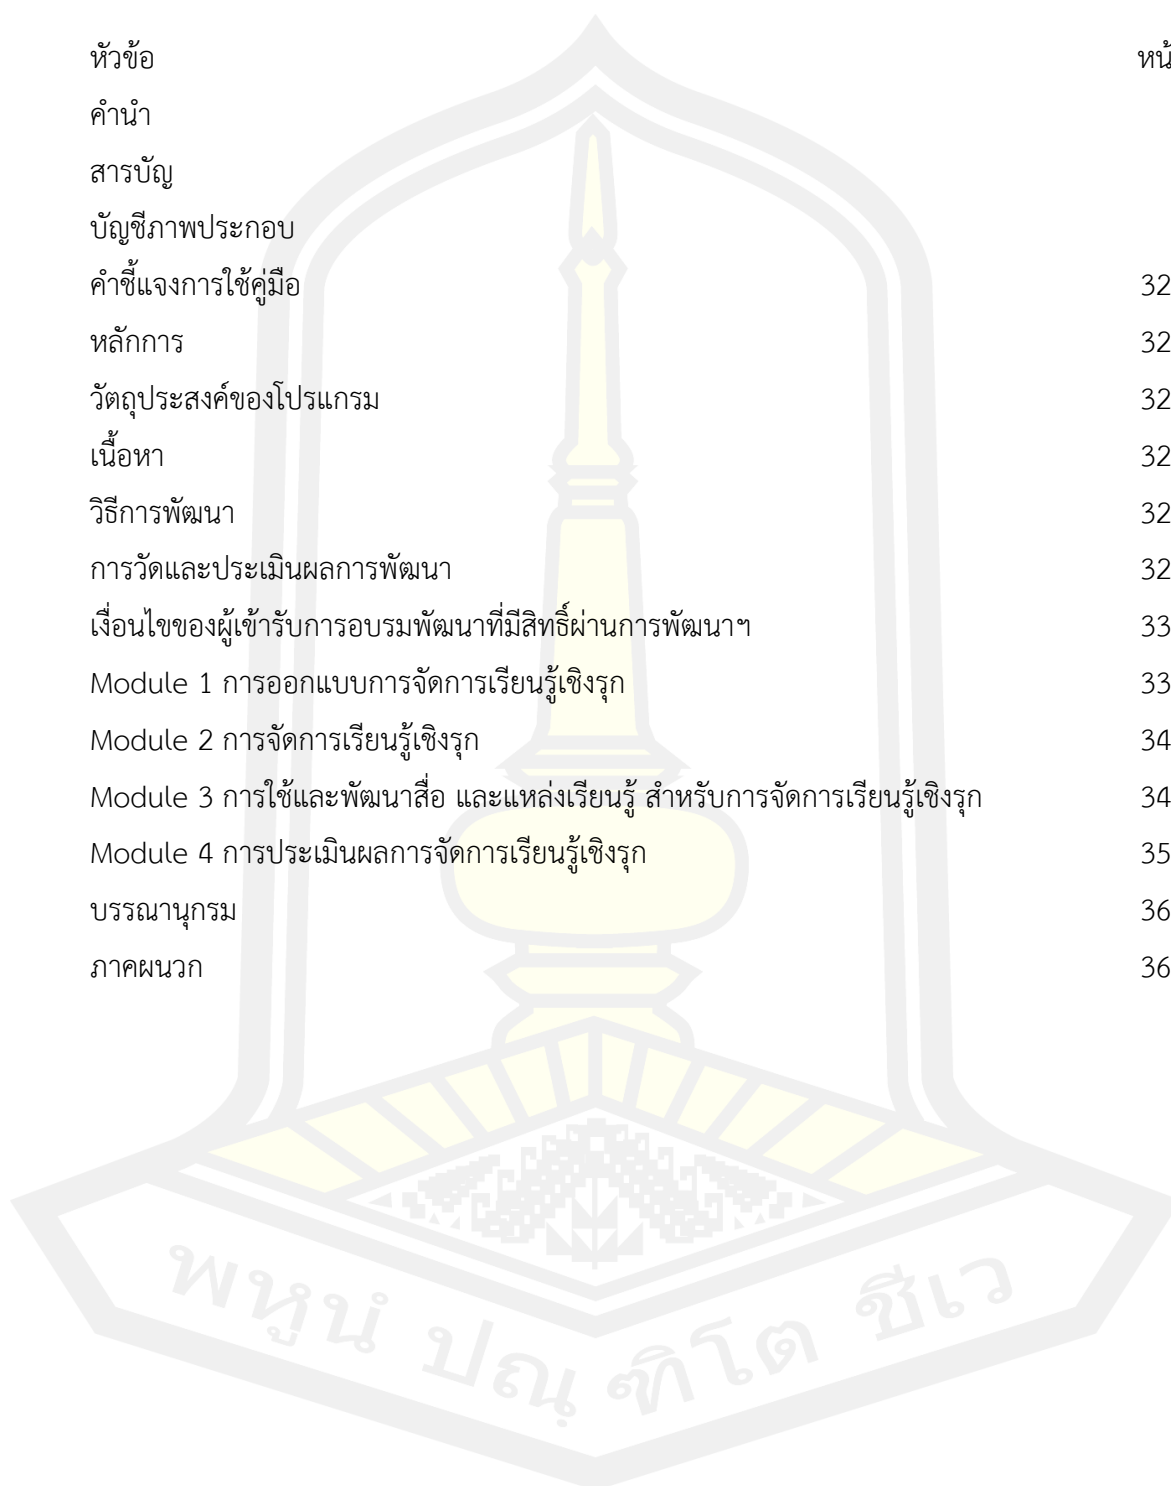 หัวข้อ หน้
คำนำ
สารบัญ
บัญชีภาพประกอบ
คำชี้แจงการใช้คู่มือ 32
หลักการ 32
วัตถุประสงค์ของโปรแกรม 32
เนื้อหา 32
วิธีการพัฒนา 32
การวัดและประเมินผลการพัฒนา 32
เงื่อนไขของผู้เข้ารับการอบรมพัฒนาที่มีสิทธิ์ผ่านการพัฒนาฯ 33
Module 1 การออกแบบการจัดการเรียนรู้เชิงรุก 33
Module 2 การจัดการเรียนรู้เชิงรุก 34
Module 3 การใช้และพัฒนาสื่อ และแหล่งเรียนรู้ สำหรับการจัดการเรียนรู้เชิงรุก 34
Module 4 การประเมินผลการจัดการเรียนรู้เชิงรุก 35
บรรณานุกรม 36
ภาคผนวก 36
พหูนํ ปณฺฑิโต ชีเว